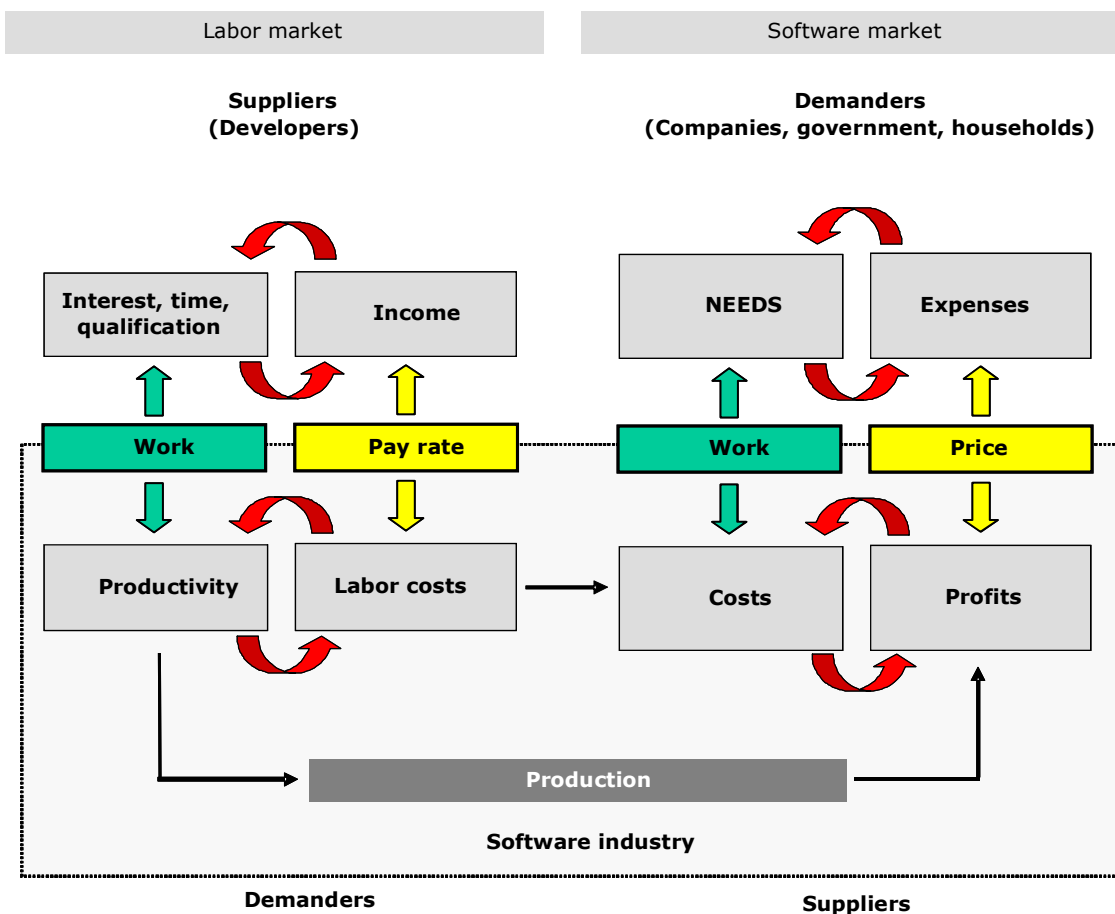 Labor market
Software market
Suppliers
(Developers)
Demanders
(Companies, government, households)
Interest, time,
qualification
Income
NEEDS
Expenses
Work
Pay rate
Work
Price
Productivity
Labor costs
Costs
Profits
Production
Software industry
Demanders
Suppliers